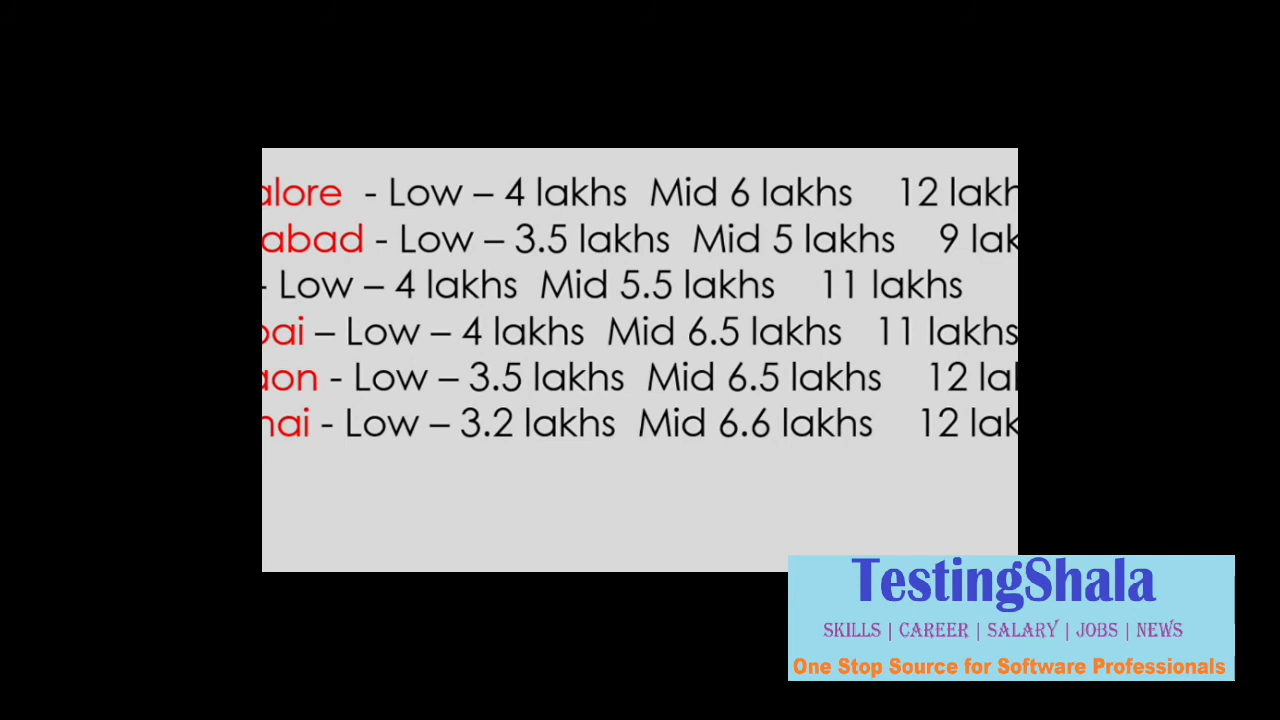 alore - Low – 4 lakhs Mid 6 lakhs 12 lakh
abad - Low – 3.5 lakhs Mid 5 lakhs 9 lak
- Low – 4 lakhs Mid 5.5 lakhs 11 lakhs
bai – Low – 4 lakhs Mid 6.5 lakhs 11 lakhs
aon - Low – 3.5 lakhs Mid 6.5 lakhs 12 lal
nai - Low – 3.2 lakhs Mid 6.6 lakhs 12 lak
TestingShala
SKILLS | CAREER | SALARY | JOBS | NEWS
One Stop Source for Software Professionals